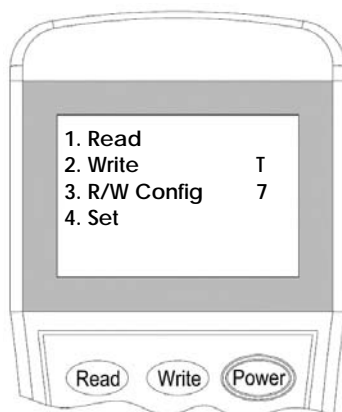 1. Read
2. Write T
3. R/W Config 7
4. Set
Read Write Power